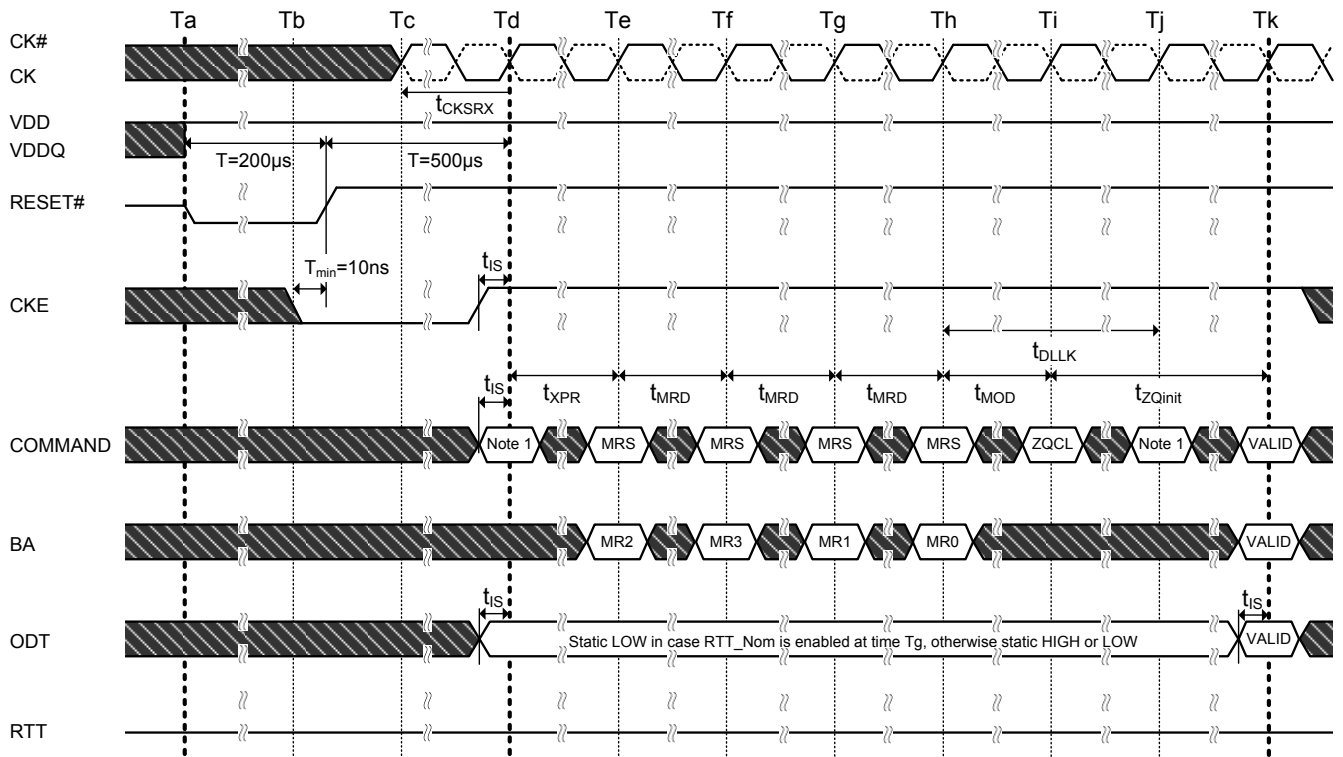 Ta Tb Tc Td Te Tf Tg Th Ti Tj Tk
CK#
CK
tCKSRX
VDD
VDDQ
T=200µs T=500µs
RESET#
Tmin=10ns tIS
CKE
tDLLK
tIS tXPR tMRD tMRD tMRD tMOD tZQinit
COMMAND Note 1 MRS MRS MRS MRS ZQCL Note 1 VALID
BA MR2 MR3 MR1 MR0 VALID
tIS tIS
ODT Static LOW in case RTT_Nom is enabled at time Tg, otherwise static HIGH or LOW VALID
RTT